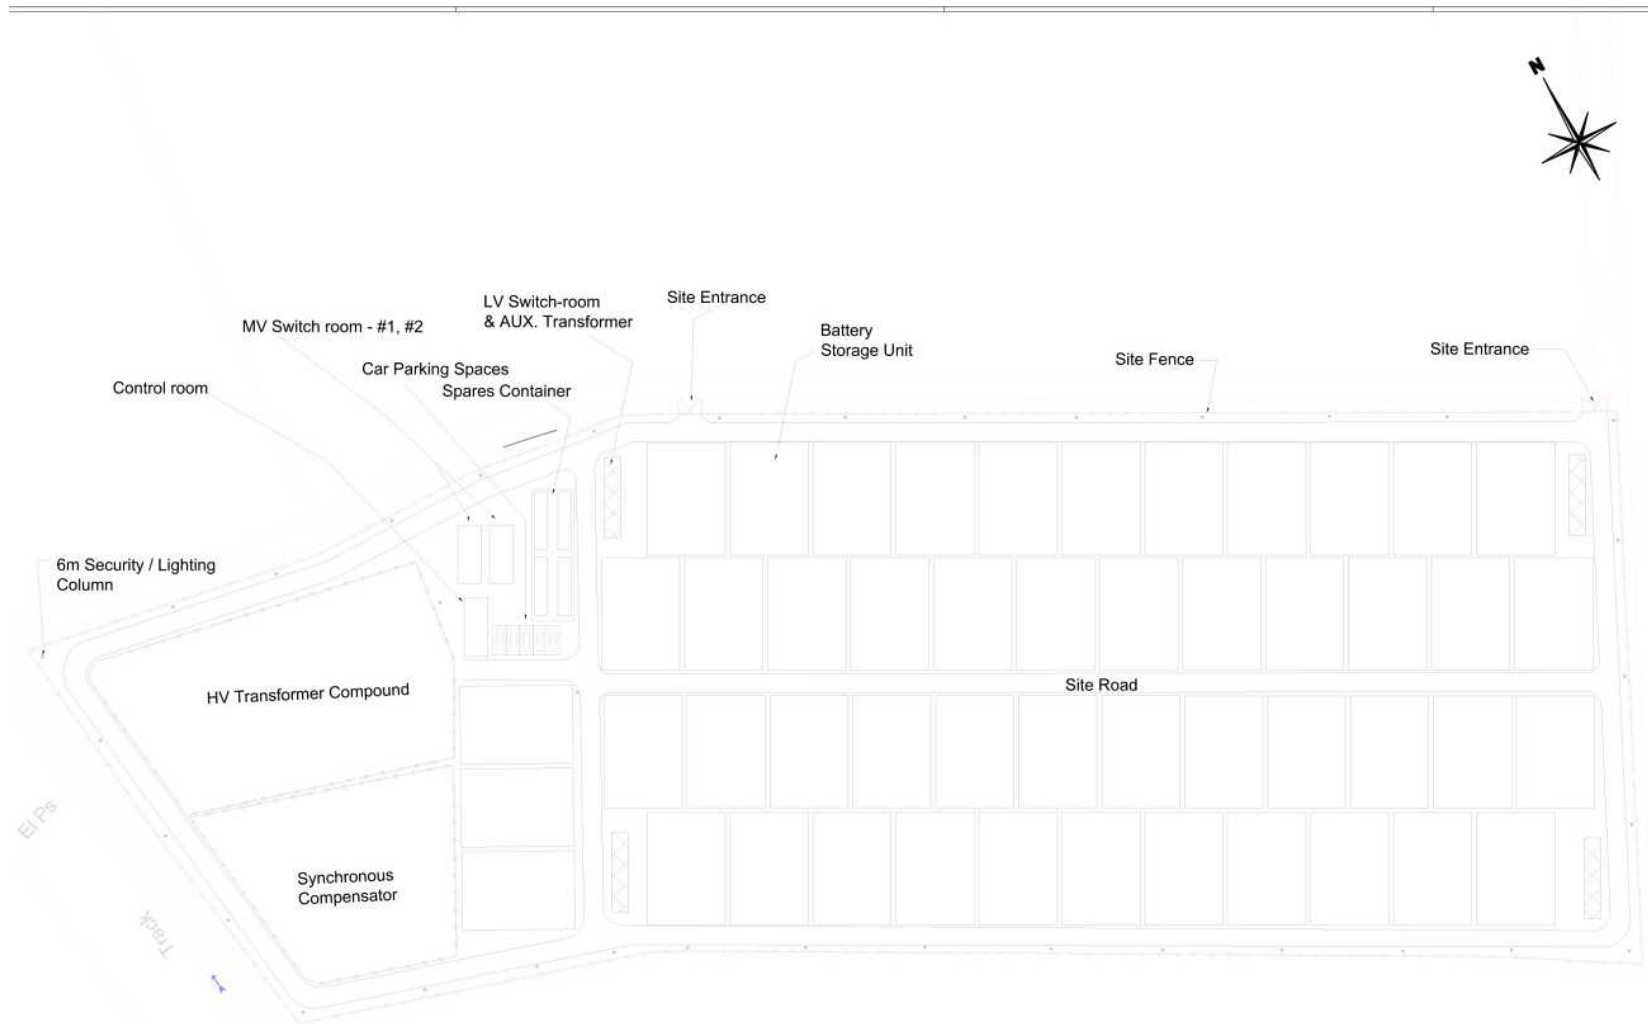 N
LV Switch-room
& AUX. Transformer
Site Entrance
MV Switch room - #1, #2
Battery
Storage Unit
Site Entrance
Site Fence
Car Parking Spaces
Control room
Spares Container
6m Security / Lighting
Column
HV Transformer Compound
Site Road
El Ps
Synchronous
Compensator
Track